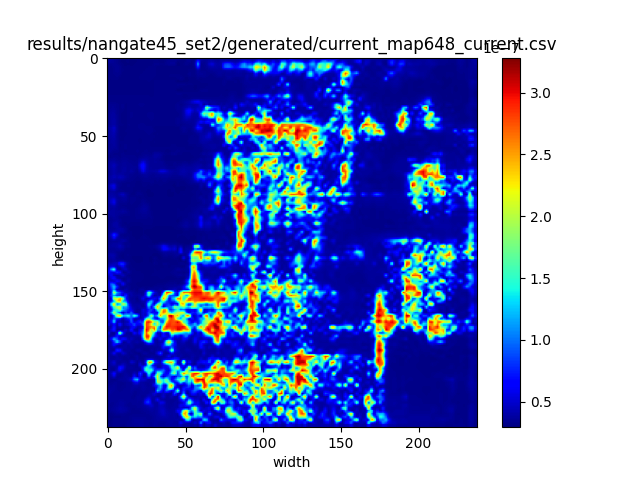 results/nangate45_set2/generated/current_map648_current.csv
1e−7
0
50
100
150
200
height
0 50 100 150 200
width
3.0
2.5
2.0
1.5
1.0
0.5